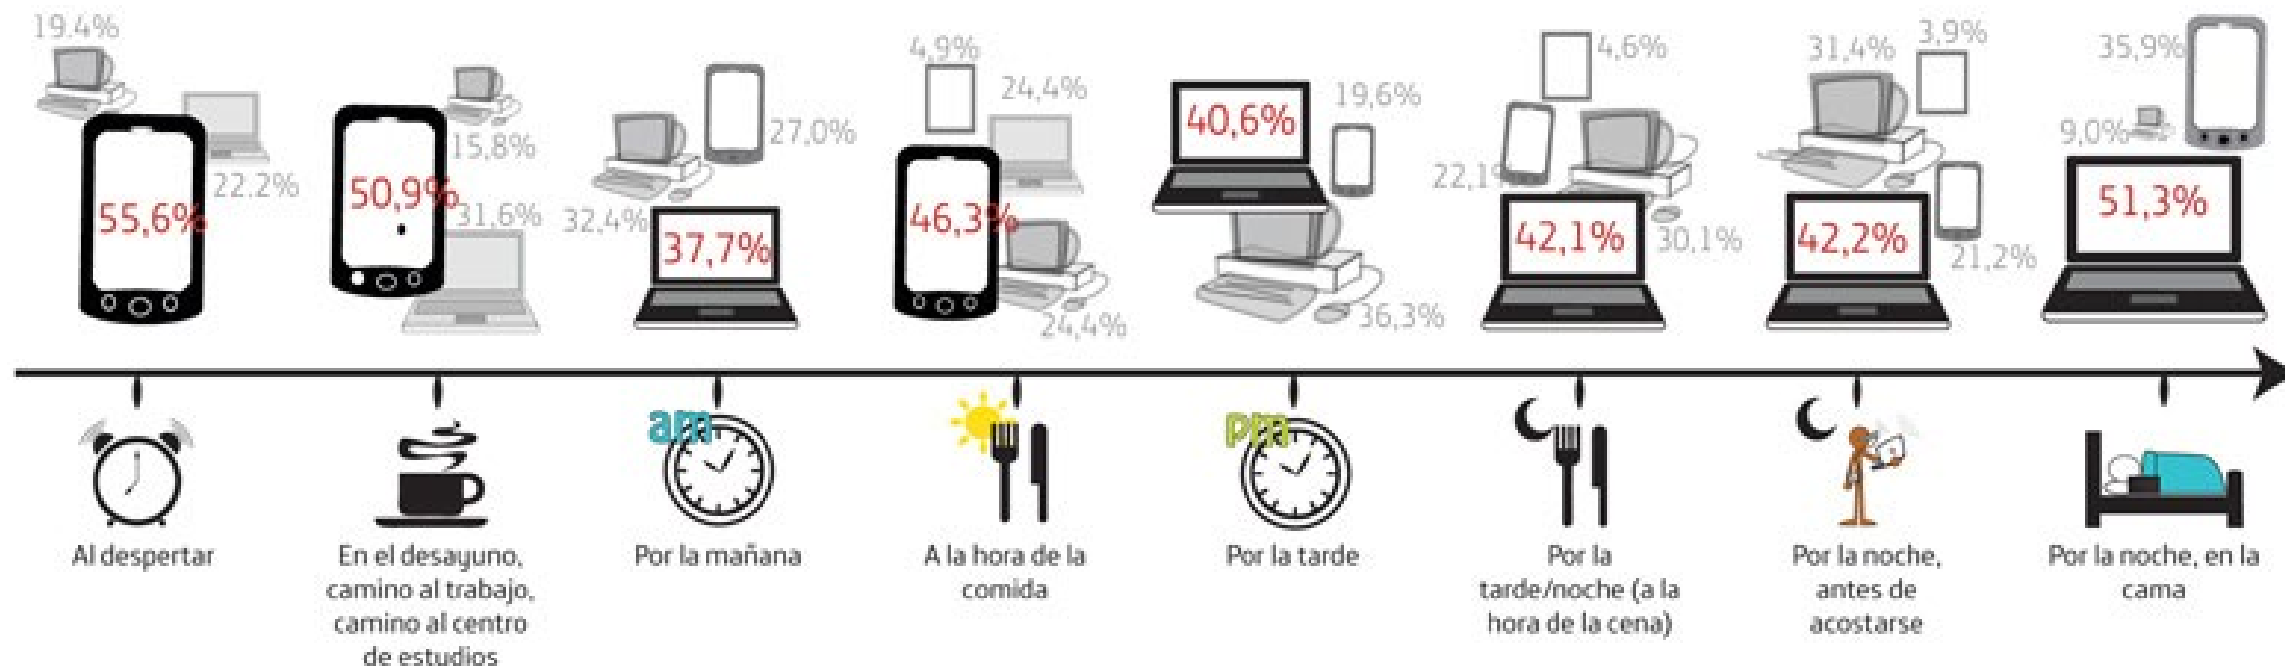 19.4%
55,6%
22.2%
50,9%
15,8%
31,6%
27,0%
32,4%
37,7%
4,9%
24,4%
46,3%
24,4%
40,6%
19,6%
36,3%
4,6%
22,1
42,1%
30,1%
31,4%
3,9%
42,2%
21,2%
35,9%
9,0%
51,3%
am
pm
Al despertar
En el desayuno,
camino al trabajo,
camino al centro
de estudios
Por la mañana
A la hora de la
comida
Por la tarde
Por la
tarde/noche (a la
hora de la cena)
Por la noche,
antes de
acostarse
Por la noche, en la
cama